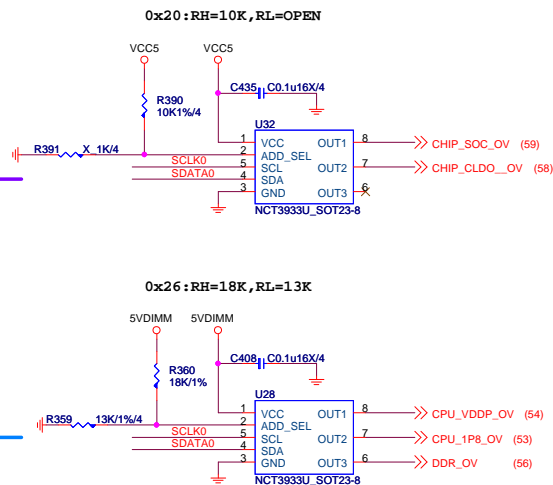 0x20:RH=10K,RL=OPEN
VCC5
VCC5
R390
10K1%/4
C435
C0.1u16X/4
U32
R391
X_1K/4
1
2
5
4
3
VCC
ADD_SEL
SCL
SDA
GND
OUT1
OUT2
OUT3
8
7
6
SCLK0
SDATA0
CHIP_SOC_OV (59)
CHIP_CLDO__OV (58)
NCT3933U_SOT23-8
0x26:RH=18K,RL=13K
5VDIMM
5VDIMM
R360
18K/1%
C408
C0.1u16X/4
U28
R359
13K/1%/4
1
2
5
4
3
VCC
ADD_SEL
SCL
SDA
GND
OUT1
OUT2
OUT3
8
7
6
SCLK0
SDATA0
CPU_VDDP_OV (54)
CPU_1P8_OV (53)
DDR_OV (56)
NCT3933U_SOT23-8